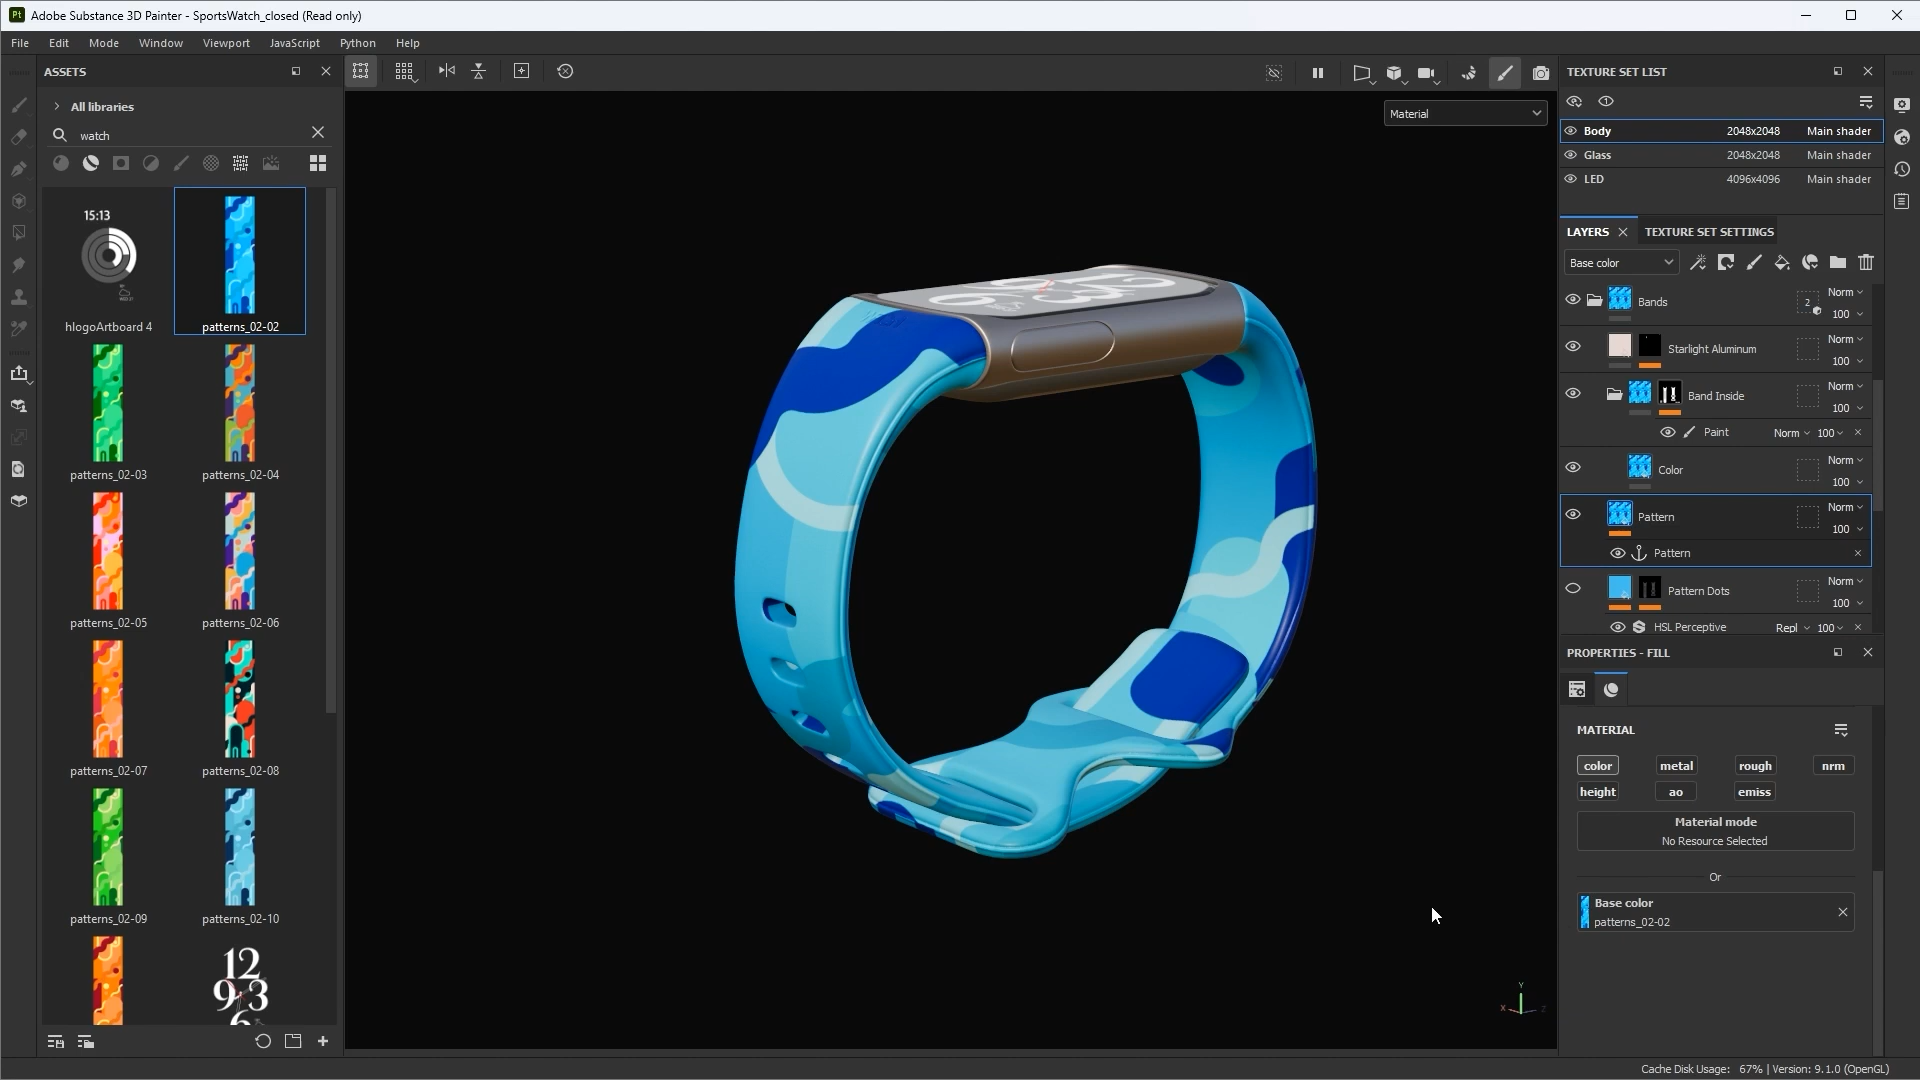 Pt Adobe Substance 3D Painter - SportsWatch_closed (Read only)
File Edit Mode Window Viewport JavaScript Python Help
ASSETS
All libraries
watch
15:13
hlogoArtboard 4
patterns_02-02
patterns_02-03
patterns_02-04
patterns_02-05
patterns_02-06
patterns_02-07
patterns_02-08
patterns_02-09
patterns_02-10
12
9 3
6
Material
Y
X
Z
TEXTURE SET LIST
Body 2048x2048 Main shader
Glass 2048x2048 Main shader
LED 4096x4096 Main shader
LAYERS
TEXTURE SET SETTINGS
Base color
Bands 2 Norm
100
Starlight Aluminum Norm
100
Band Inside Norm
100
Paint Norm 100
Color Norm
100
Pattern Norm
100
Pattern
Pattern Dots Norm
100
HSL Perceptive Repl 100
PROPERTIES - FILL
MATERIAL
color metal rough nrm
height ao emiss
Material mode
No Resource Selected
Or
Base color
patterns_02-02
Cache Disk Usage: 67% | Version: 9.1.0 (OpenGL)